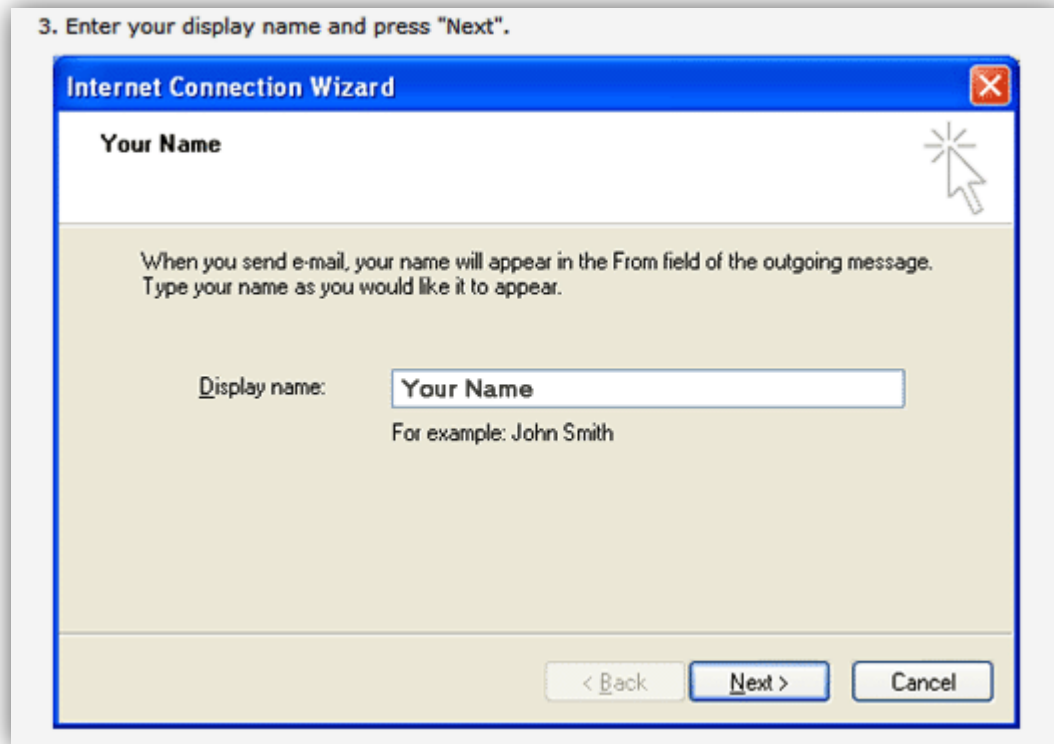 3. Enter your display name and press "Next".
Internet Connection Wizard
Your Name
When you send e-mail, your name will appear in the From field of the outgoing message.
Type your name as you would like it to appear.
Display name: Your Name
For example: John Smith
< Back Next > Cancel